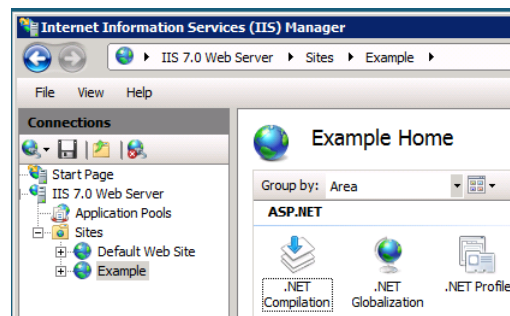 Internet Information Services (IIS) Manager
IIS 7.0 Web Server Sites Example
File View Help
Connections
Start Page
IIS 7.0 Web Server
Application Pools
Sites
Default Web Site
Example
Example Home
Group by: Area
ASP.NET
.NET Compilation
.NET Globalization
.NET Profile